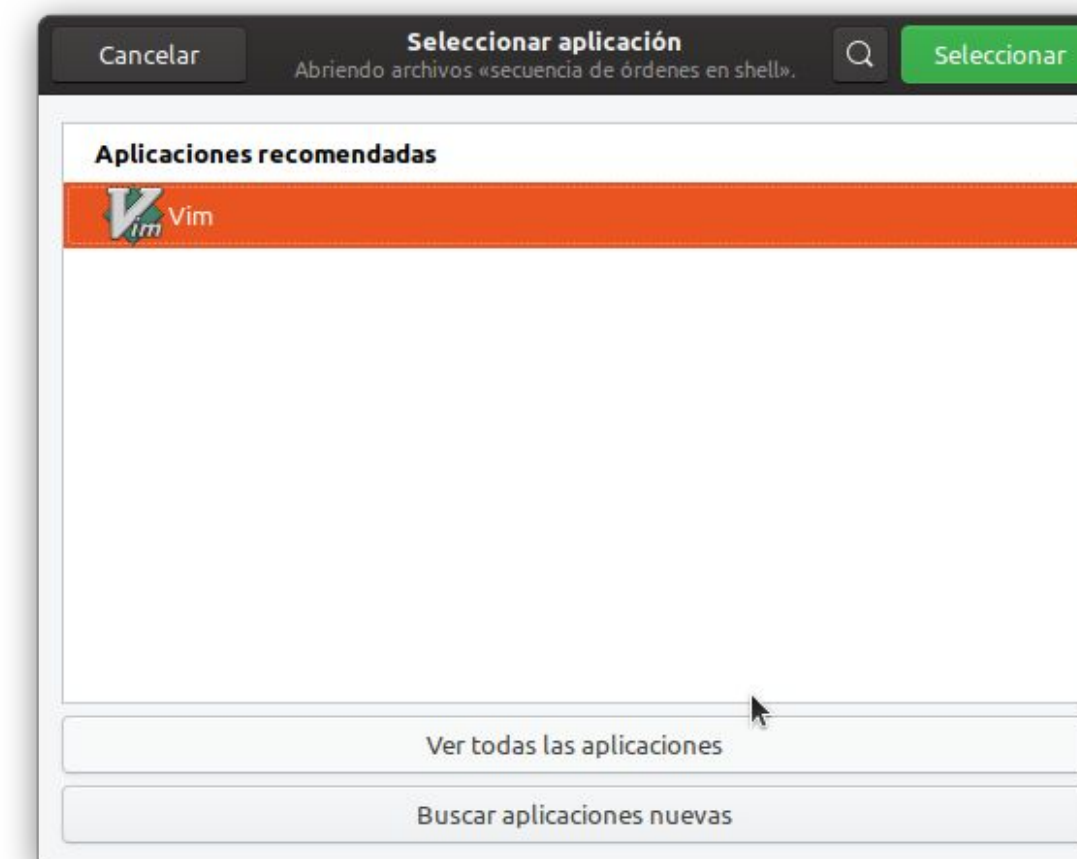 Cancelar
Seleccionar aplicación
Abriendo archivos «secuencia de órdenes en shell».
Seleccionar
Aplicaciones recomendadas
Vim
Vim
Ver todas las aplicaciones
Buscar aplicaciones nuevas